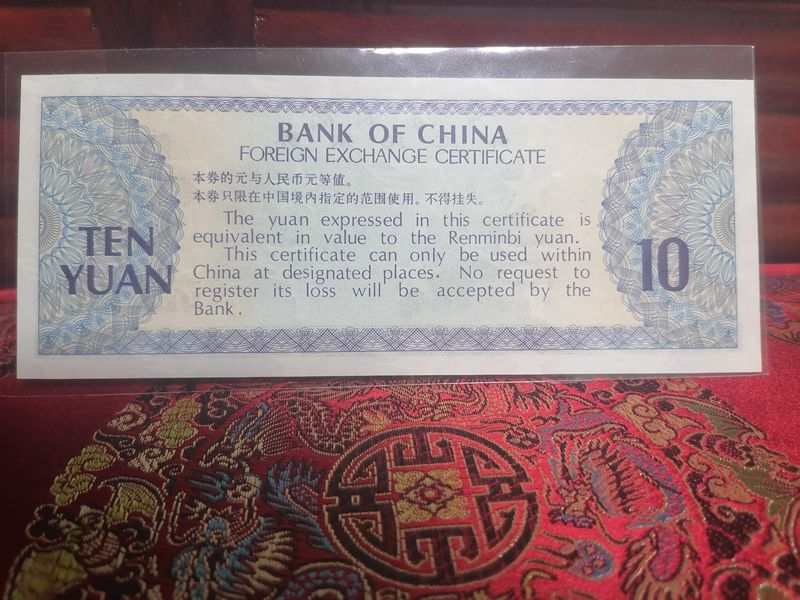 BANK OF CHINA
FOREIGN EXCHANGE CERTIFICATE
本券的元与人民币元等值。
本券只限在中国境内指定的范围使用。不得挂失。
The yuan expressed in this certificate is
equivalent in value to the Renminbi yuan.
This certificate can only be used within
China at designated places. No request to
register its loss will be accepted by the
Bank.
TEN
YUAN
10